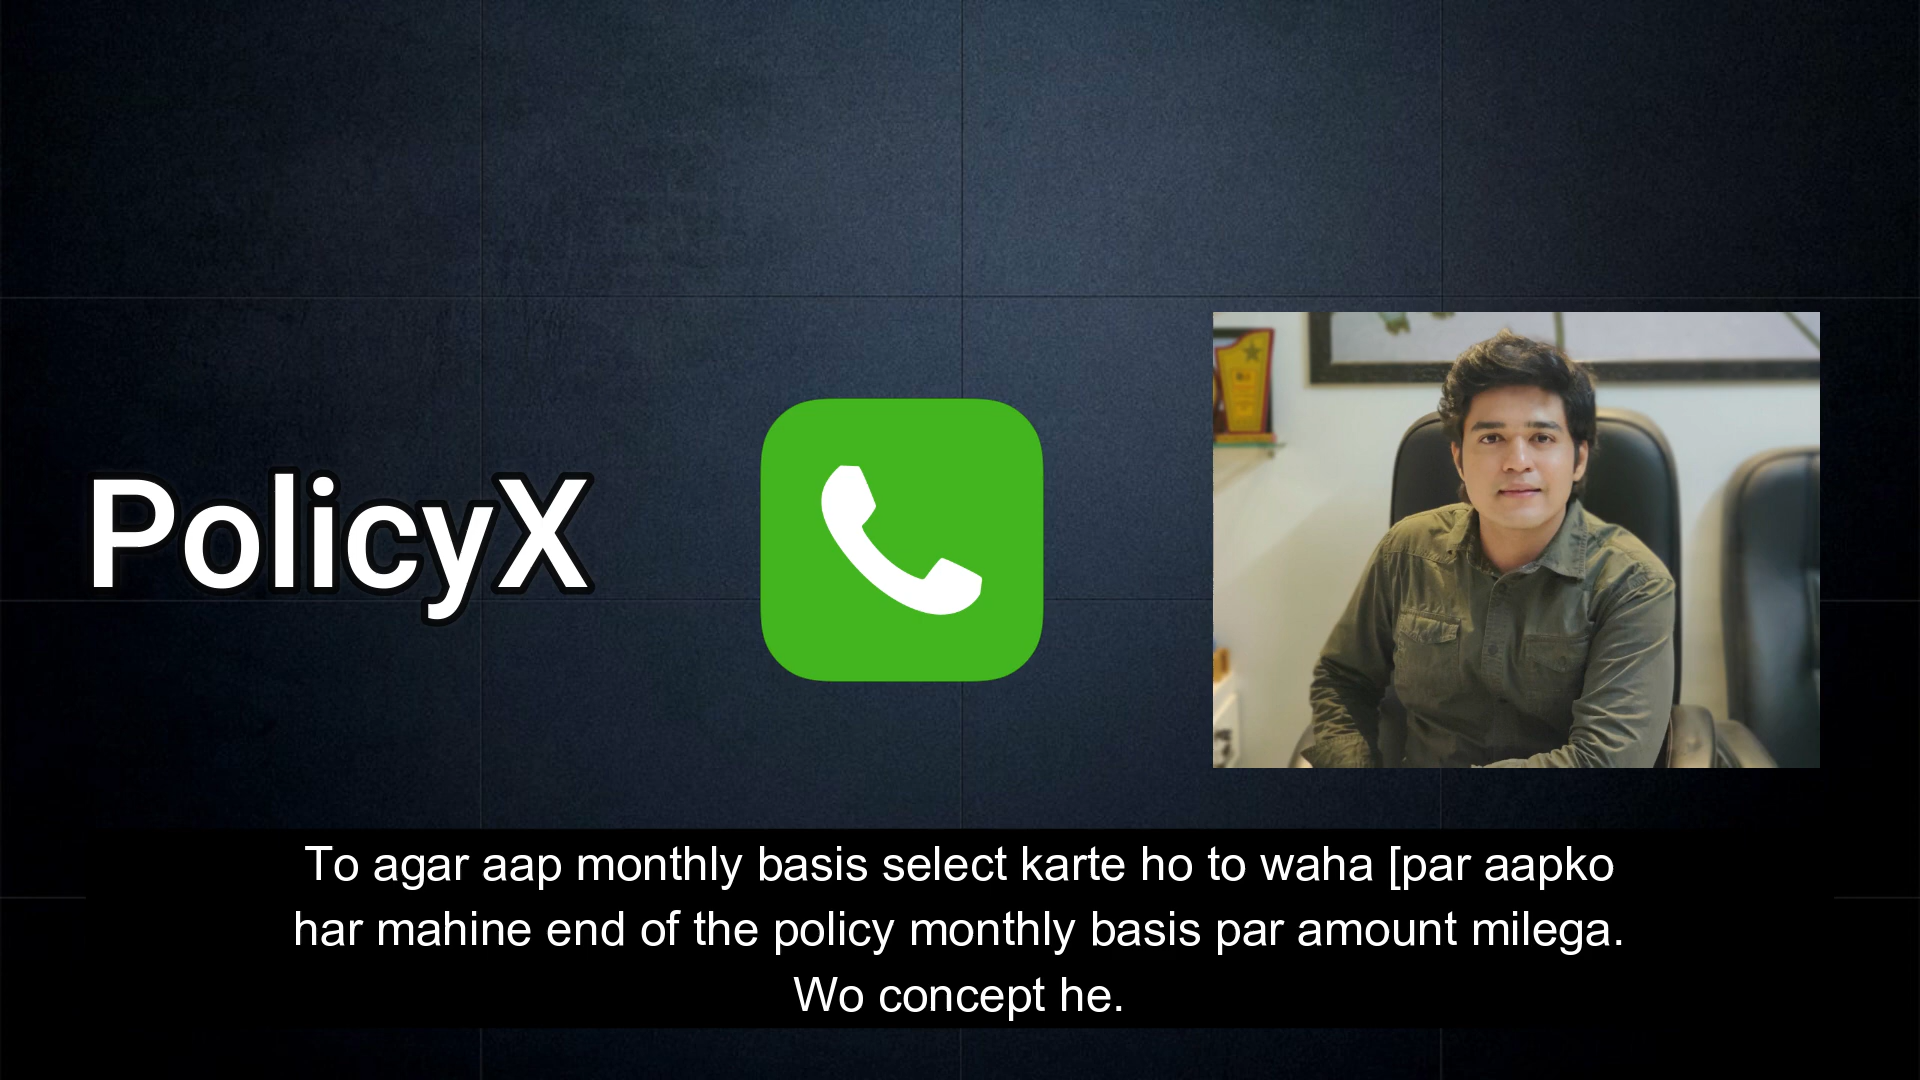 PolicyX
To agar aap monthly basis select karte ho to waha [par aapko
har mahine end of the policy monthly basis par amount milega.
Wo concept he.